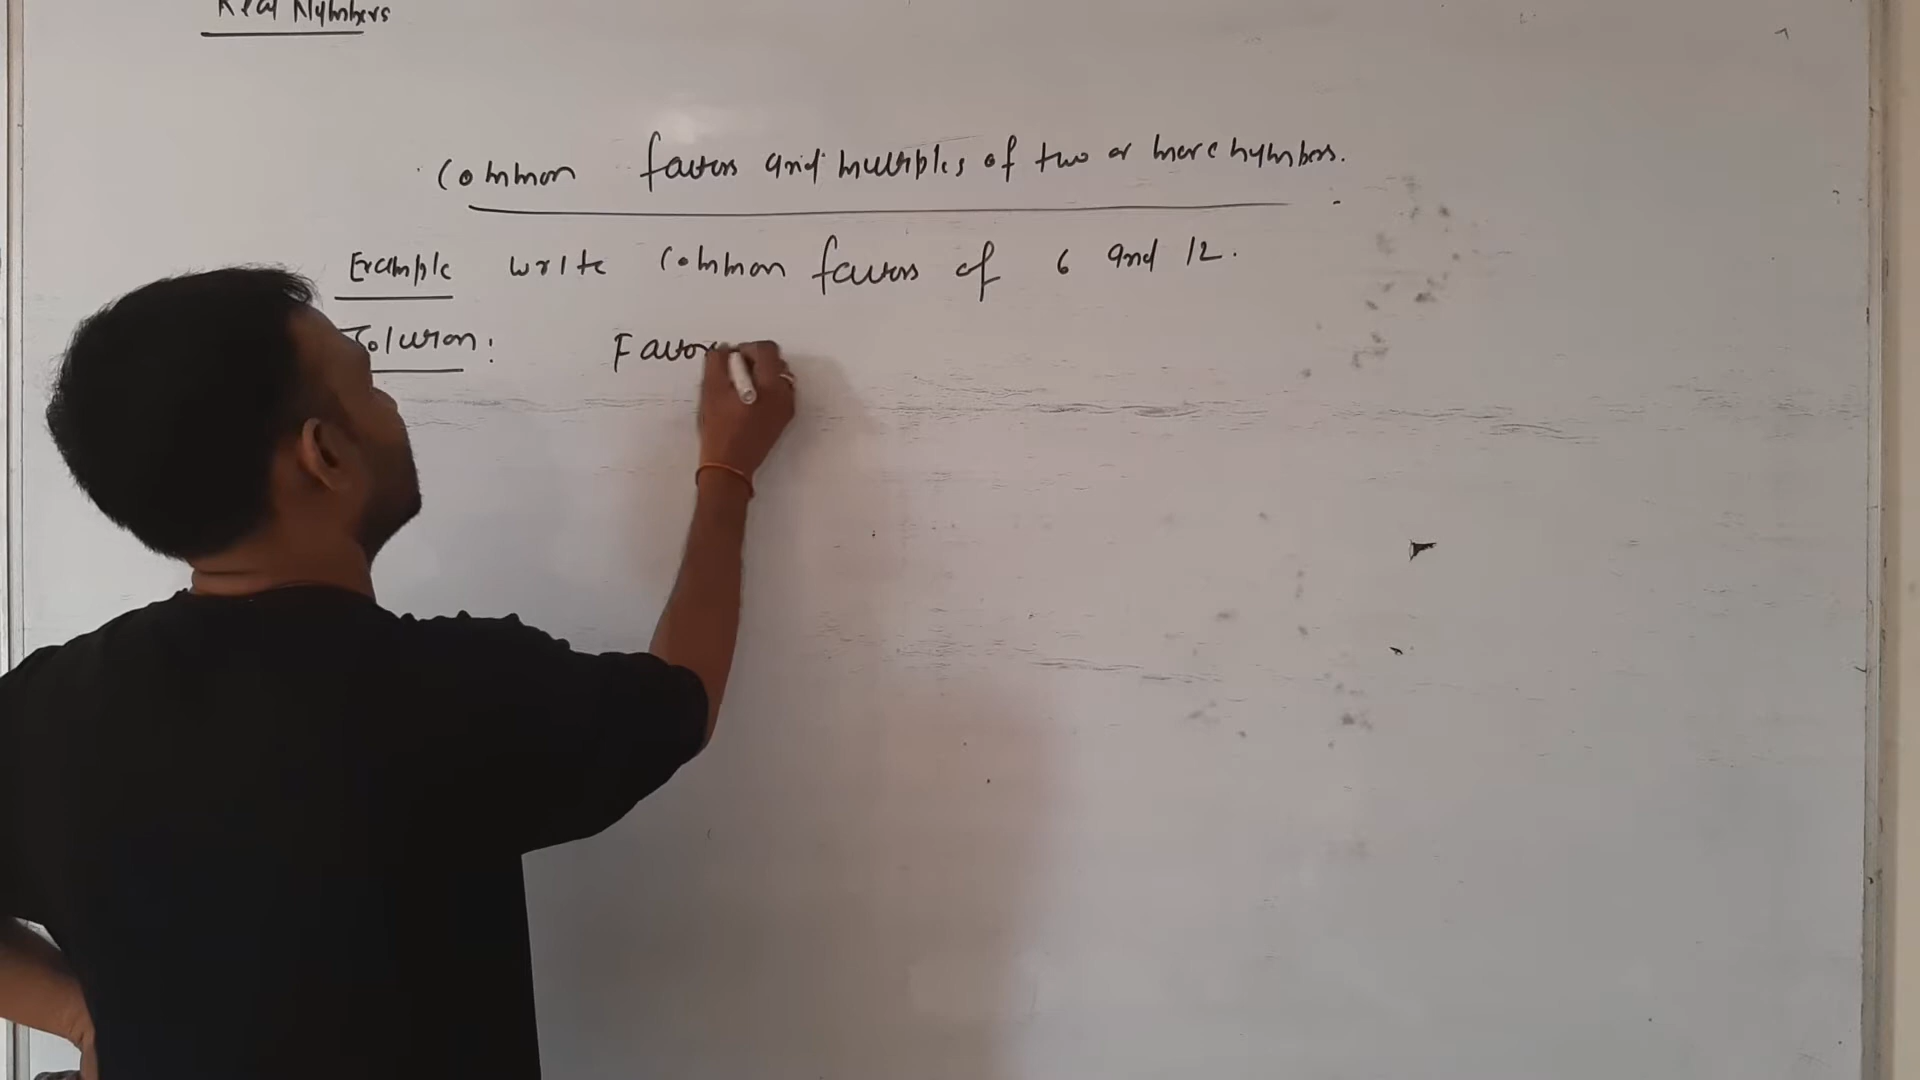 Real Numbers
Common factors and multiples of two or more numbers.
Example write common factors of 6 and 12.
Solution: Factor